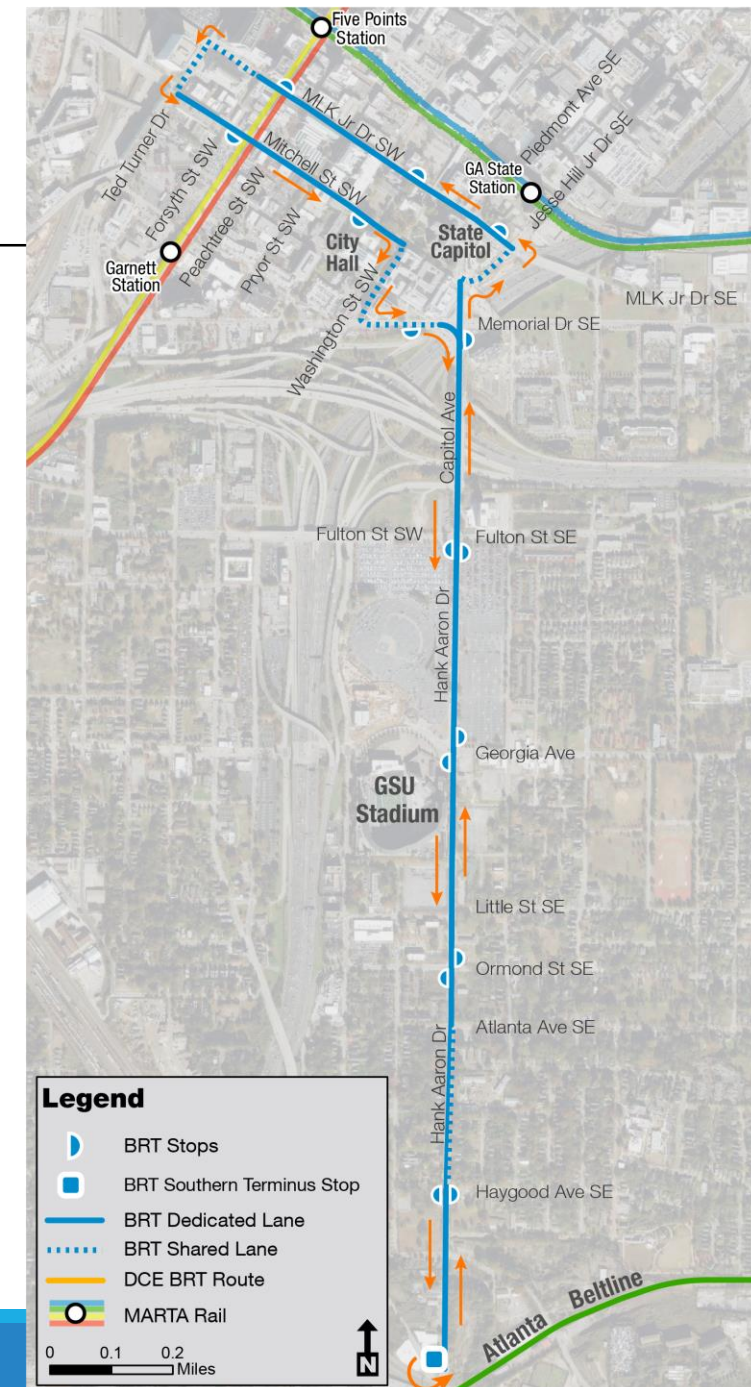 Five Points
Station
Piedmont Ave SE
Jesse Hill Jr Dr SE
MLK Jr Dr SW
Ted Turner Dr
Forsyth St SW
Mitchell St SW
Peachtree St SW
Pryor St SW
GA State
Station
State
Capitol
City
Hall
Garnett
Station
Washington St SW
MLK Jr Dr SE
Memorial Dr SE
Capitol Ave
Fulton St SW
Fulton St SE
Hank Aaron Dr
Georgia Ave
GSU
Stadium
Little St SE
Ormond St SE
Atlanta Ave SE
Hank Aaron Dr
Haygood Ave SE
Atlanta Beltline
Legend
BRT Stops
BRT Southern Terminus Stop
BRT Dedicated Lane
BRT Shared Lane
DCE BRT Route
MARTA Rail
0 0.1 0.2
Miles
N